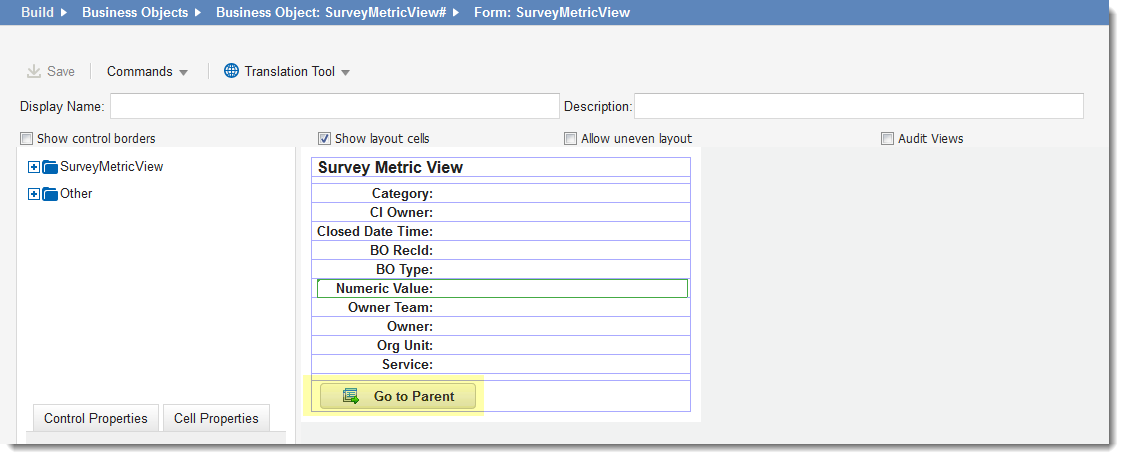 Build Business Objects Business Object: SurveyMetricView# Form: SurveyMetricView
Save Commands Translation Tool
Display Name: Description:
Show control borders Show layout cells Allow uneven layout Audit Views
SurveyMetricView
Other
Survey Metric View
Category:
CI Owner:
Closed Date Time:
BO RecId:
BO Type:
Numeric Value:
Owner Team:
Owner:
Org Unit:
Service:
Go to Parent
Control Properties Cell Properties